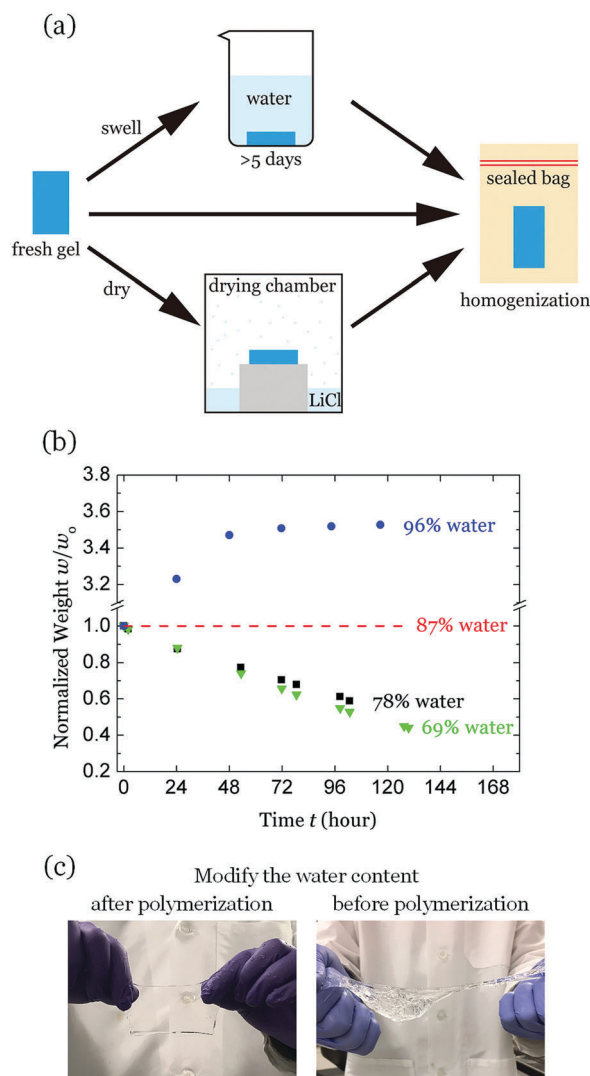 (a)
water
swell
>5 days
sealed bag
fresh gel
dry
drying chamber
homogenization
LiCl
(b)
Normalized Weight w/wo
3.8
3.6
3.4
3.2
1.0
0.8
0.6
0.4
0.2
96% water
87% water
78% water
69% water
0 24 48 72 96 120 144 168
Time t (hour)
(c)
Modify the water content
after polymerization before polymerization